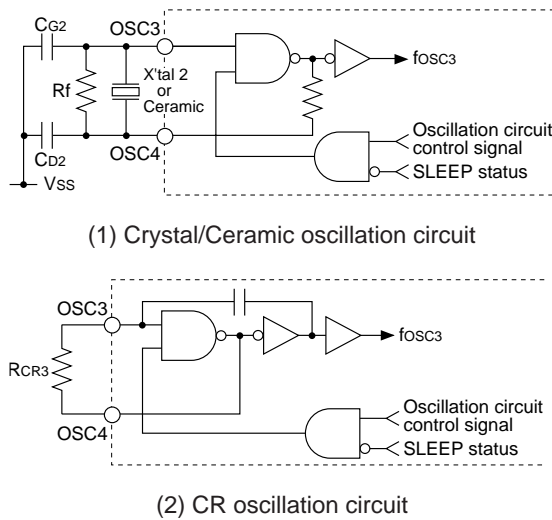 CG2
OSC3
fOSC3
Rf
X'tal 2
or
Ceramic
CD2
OSC4
VSS
Oscillation circuit
control signal
SLEEP status
(1) Crystal/Ceramic oscillation circuit
OSC3
fOSC3
RCR3
OSC4
Oscillation circuit
control signal
SLEEP status
(2) CR oscillation circuit